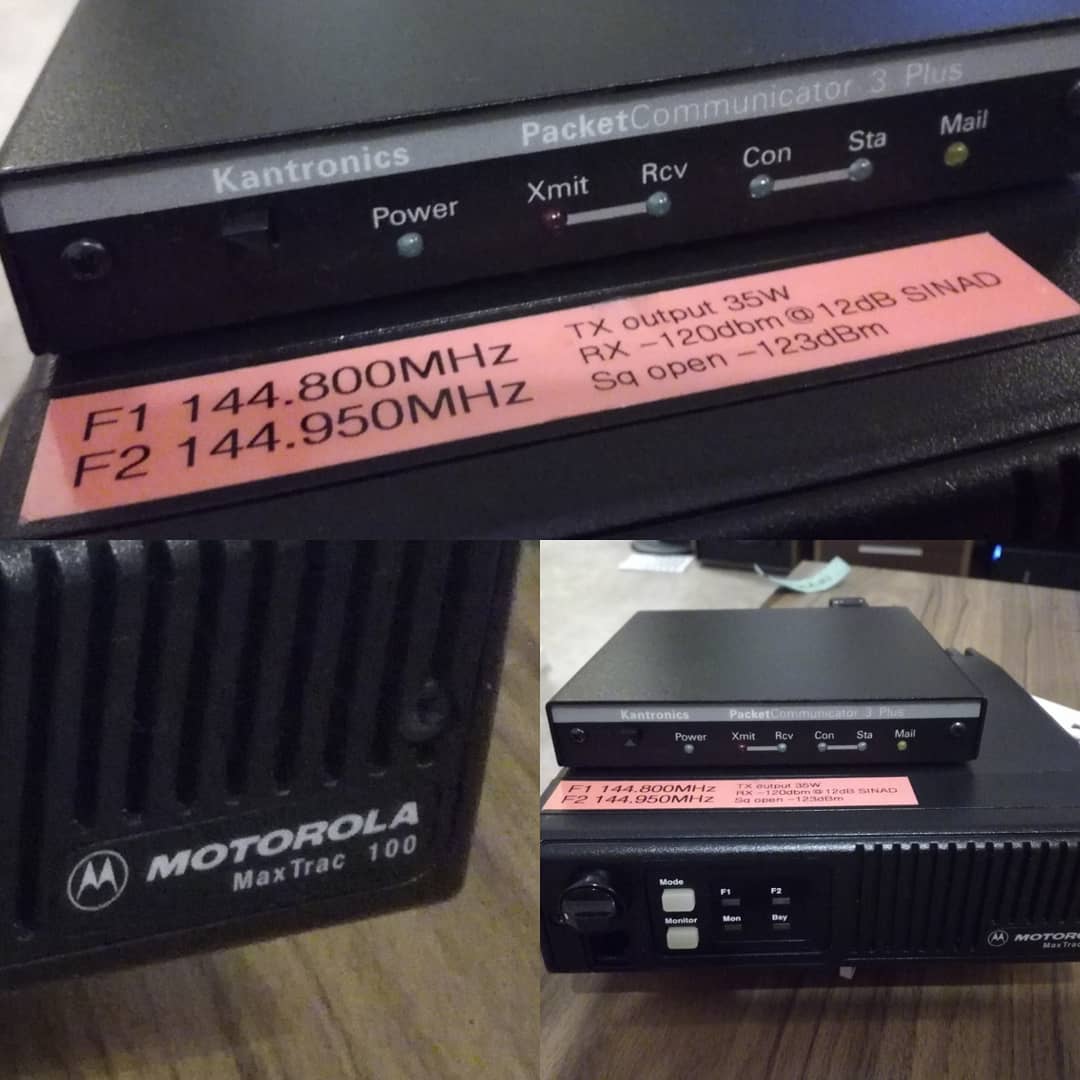 Kantronics PacketCommunicator 3 Plus
Power Xmit Rcv Con Sta Mail
F1 144.800MHz
F2 144.950MHz
TX output 35W
RX -120dbm@12dB SINAD
Sq open -123dBm
MOTOROLA
MaxTrac 100
Kantronics PacketCommunicator 3 Plus
Power Xmit Rcv Con Sta Mail
F1 144.800MHz
F2 144.950MHz
TX output 35W
RX -120dbm@12dB SINAD
Sq open -123dBm
Mode F1 F2
Monitor Mon Bsy
MOTORO
MaxTrac